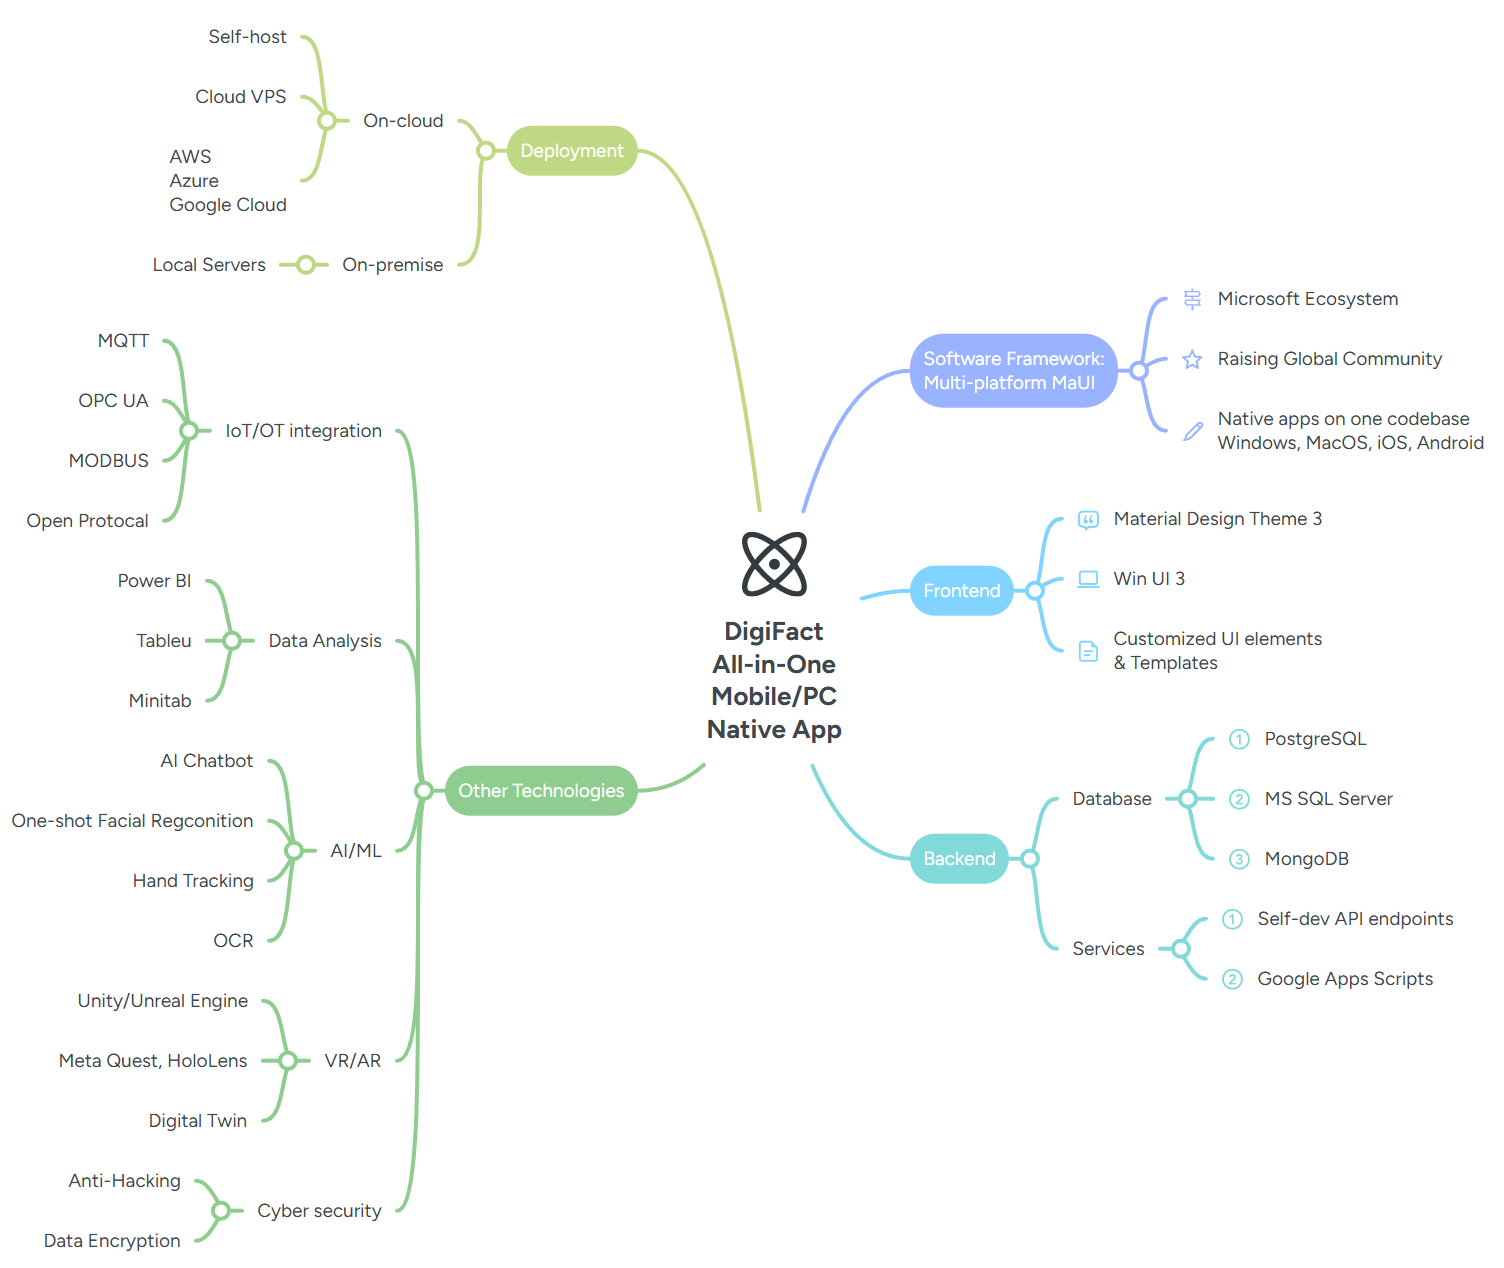 DigiFact
All-in-One
Mobile/PC
Native App
Deployment
On-cloud
Self-host
Cloud VPS
AWS
Azure
Google Cloud
On-premise
Local Servers
Software Framework:
Multi-platform MaUI
Microsoft Ecosystem
Raising Global Community
Native apps on one codebase
Windows, MacOS, iOS, Android
Frontend
Material Design Theme 3
Win UI 3
Customized UI elements
& Templates
Backend
Database
1 PostgreSQL
2 MS SQL Server
3 MongoDB
Services
1 Self-dev API endpoints
2 Google Apps Scripts
Other Technologies
IoT/OT integration
MQTT
OPC UA
MODBUS
Open Protocal
Data Analysis
Power BI
Tableu
Minitab
AI/ML
AI Chatbot
One-shot Facial Regconition
Hand Tracking
OCR
VR/AR
Unity/Unreal Engine
Meta Quest, HoloLens
Digital Twin
Cyber security
Anti-Hacking
Data Encryption